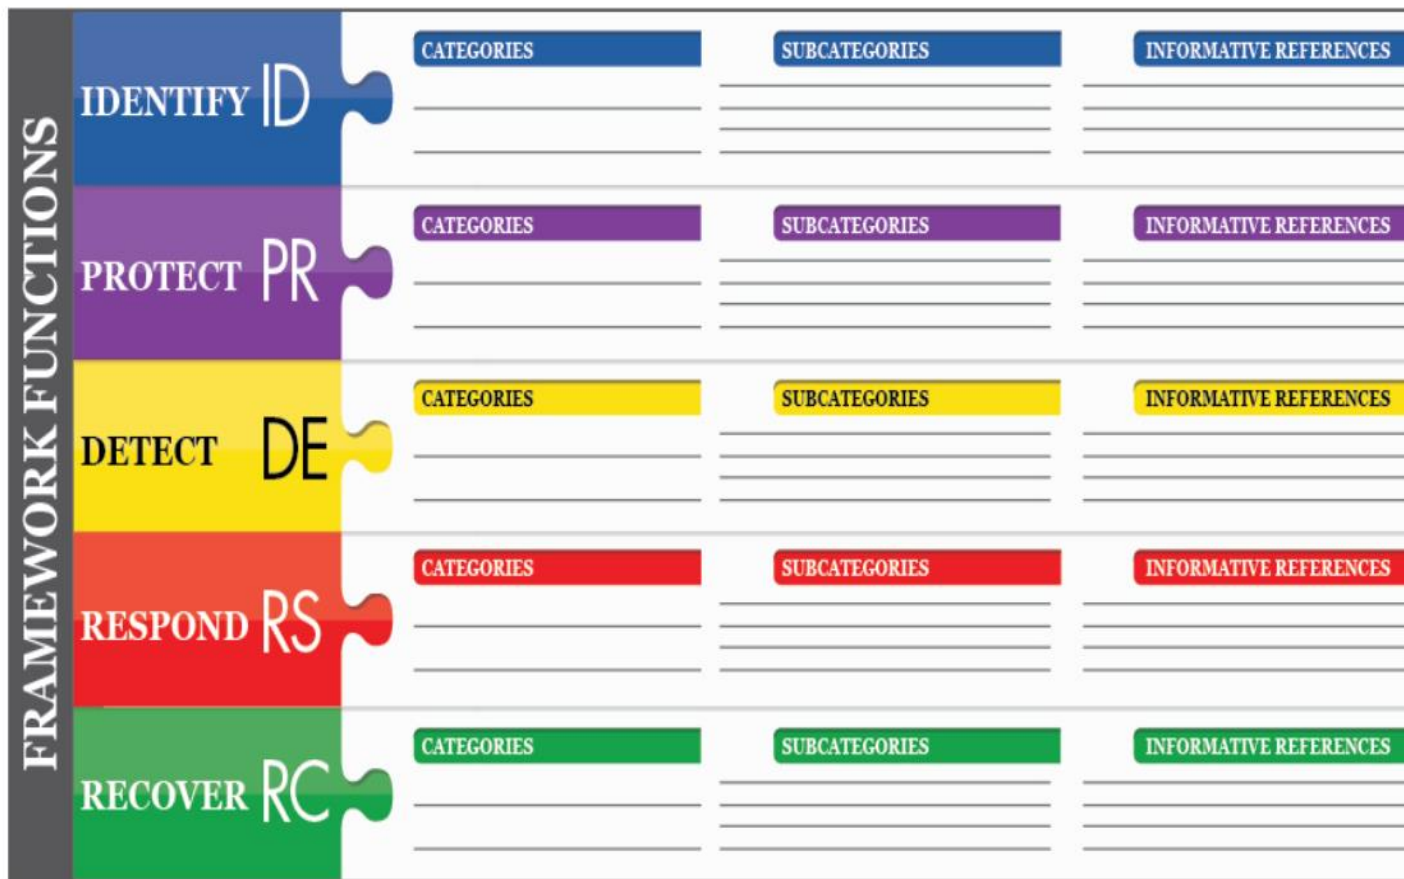 FRAMEWORK FUNCTIONS
IDENTIFY ID
CATEGORIES SUBCATEGORIES INFORMATIVE REFERENCES
PROTECT PR
CATEGORIES SUBCATEGORIES INFORMATIVE REFERENCES
DETECT DE
CATEGORIES SUBCATEGORIES INFORMATIVE REFERENCES
RESPOND RS
CATEGORIES SUBCATEGORIES INFORMATIVE REFERENCES
RECOVER RC
CATEGORIES SUBCATEGORIES INFORMATIVE REFERENCES